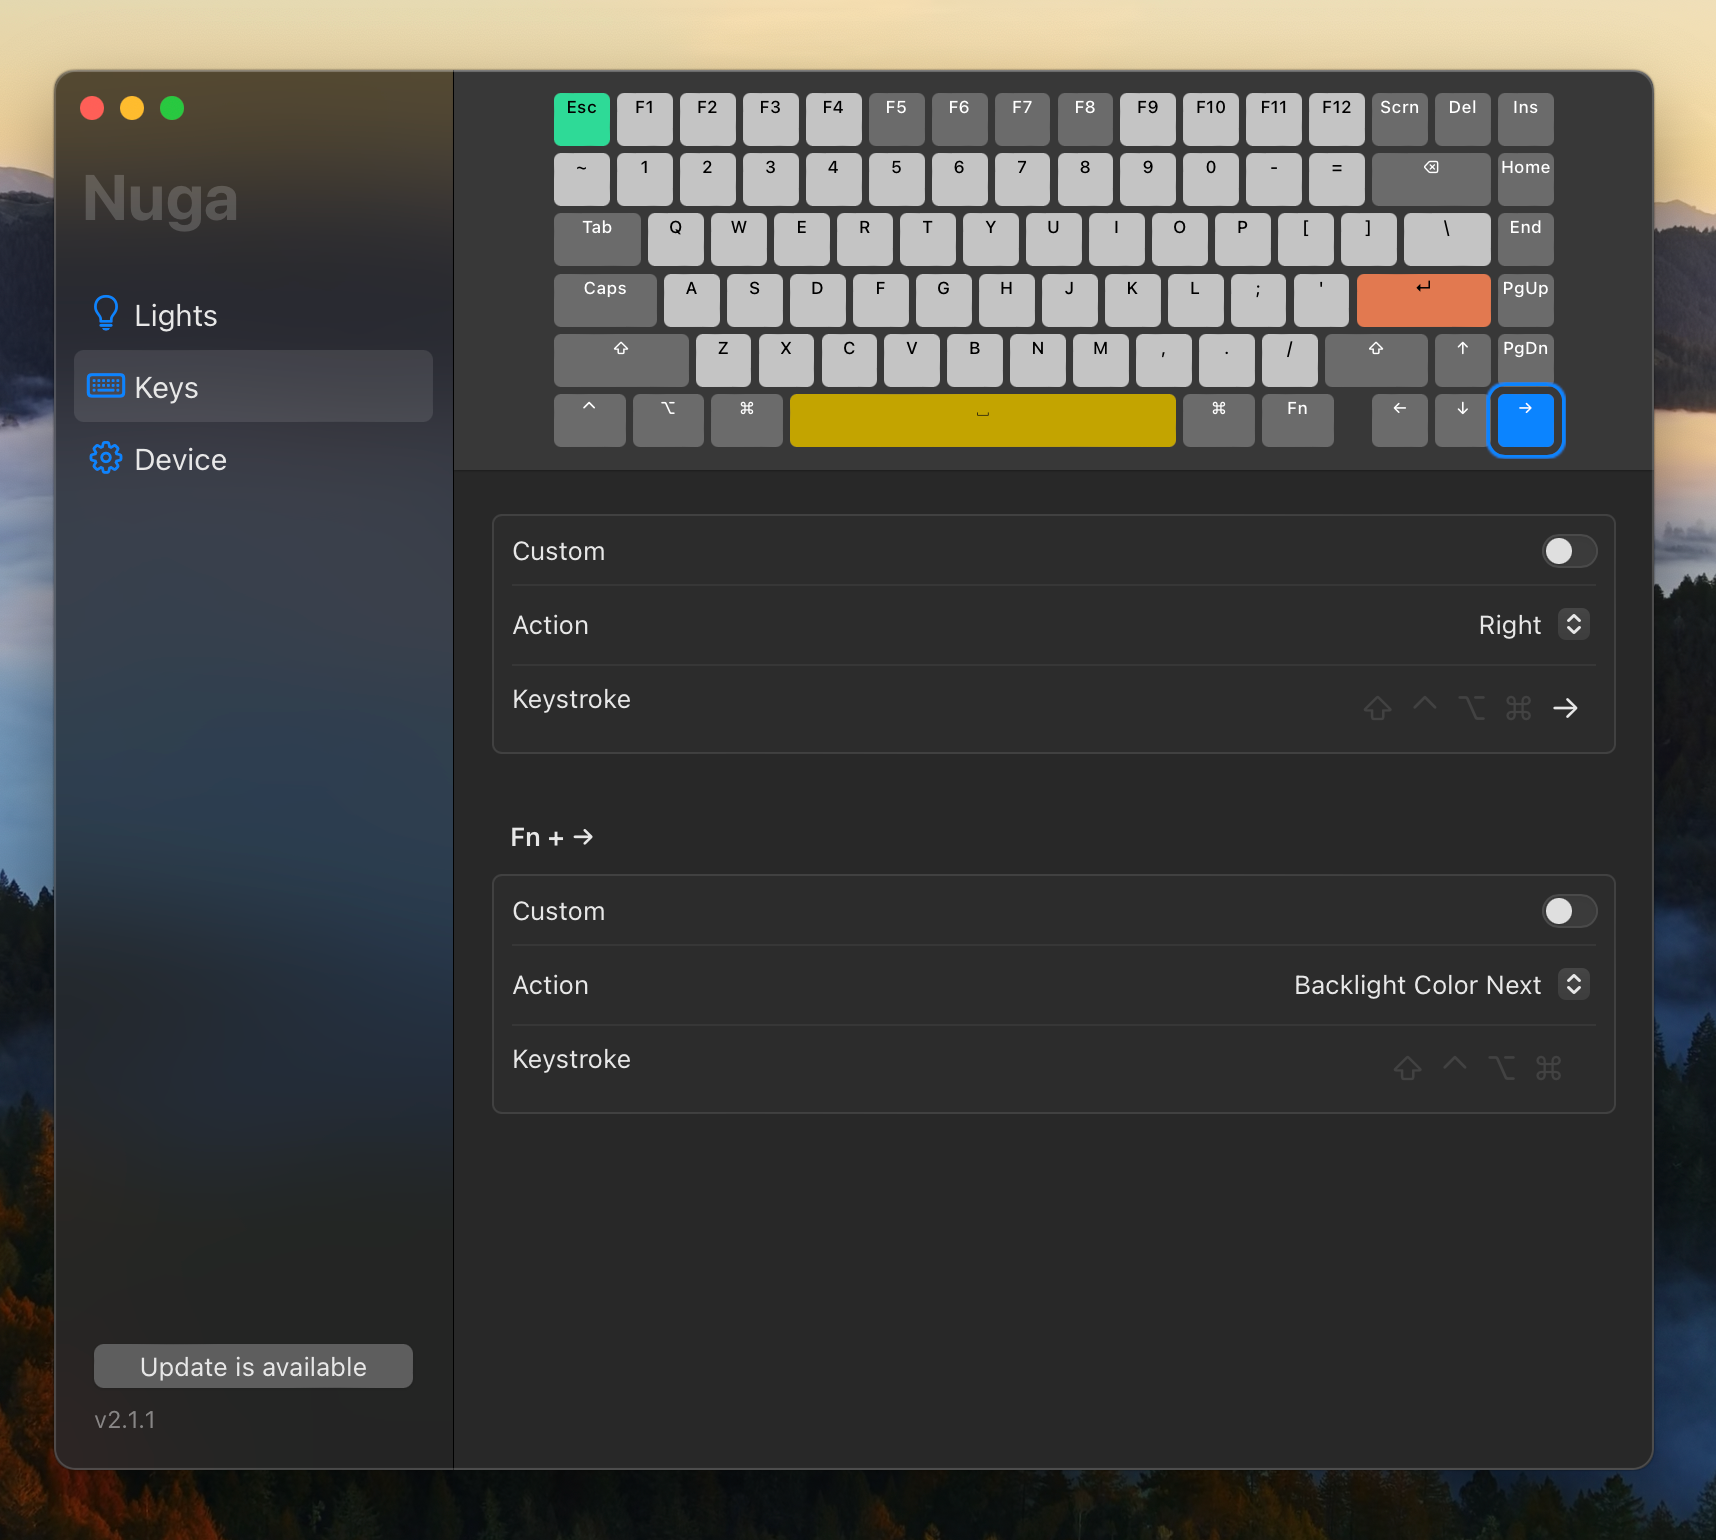 Nuga
Lights
Keys
Device
Update is available
v2.1.1
Esc F1 F2 F3 F4 F5 F6 F7 F8 F9 F10 F11 F12 Scrn Del Ins
~ 1 2 3 4 5 6 7 8 9 0 - = ⌫ Home
Tab Q W E R T Y U I O P [ ] \ End
Caps A S D F G H J K L ; ' ↵ PgUp
⇧ Z X C V B N M , . / ⇧ ↑ PgDn
^ ⌥ ⌘ ⎵ ⌘ Fn ← ↓ →
Custom
Action Right
Keystroke ⇧ ^ ⌥ ⌘ →
Fn + →
Custom
Action Backlight Color Next
Keystroke ⇧ ^ ⌥ ⌘